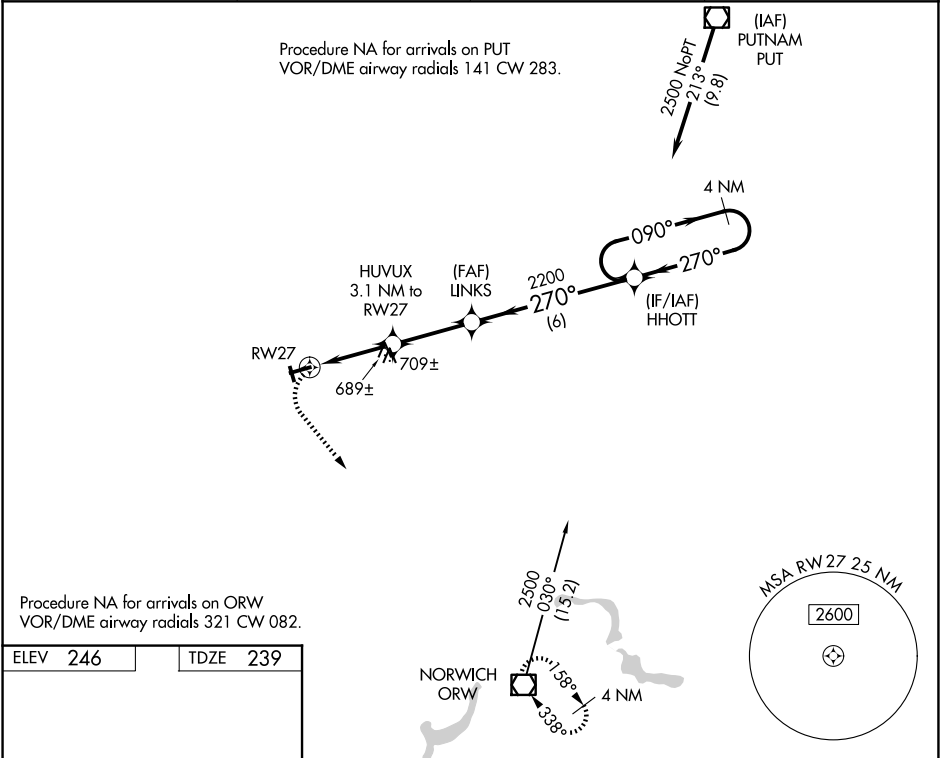 (IAF)
PUTNAM
PUT
Procedure NA for arrivals on PUT
VOR/DME airway radials 141 CW 283.
2500 NoPT
213°
(9.8)
4 NM
090°
270°
HUVUX
3.1 NM to
RW27
(FAF)
LINKS
2200
270°
(6)
(IF/IAF)
HHOTT
RW27
709±
689±
2500
030°
(15.2)
MSA RW27 25 NM
2600
Procedure NA for arrivals on ORW
VOR/DME airway radials 321 CW 082.
ELEV 246
TDZE 239
NORWICH
ORW
158°
338°
4 NM